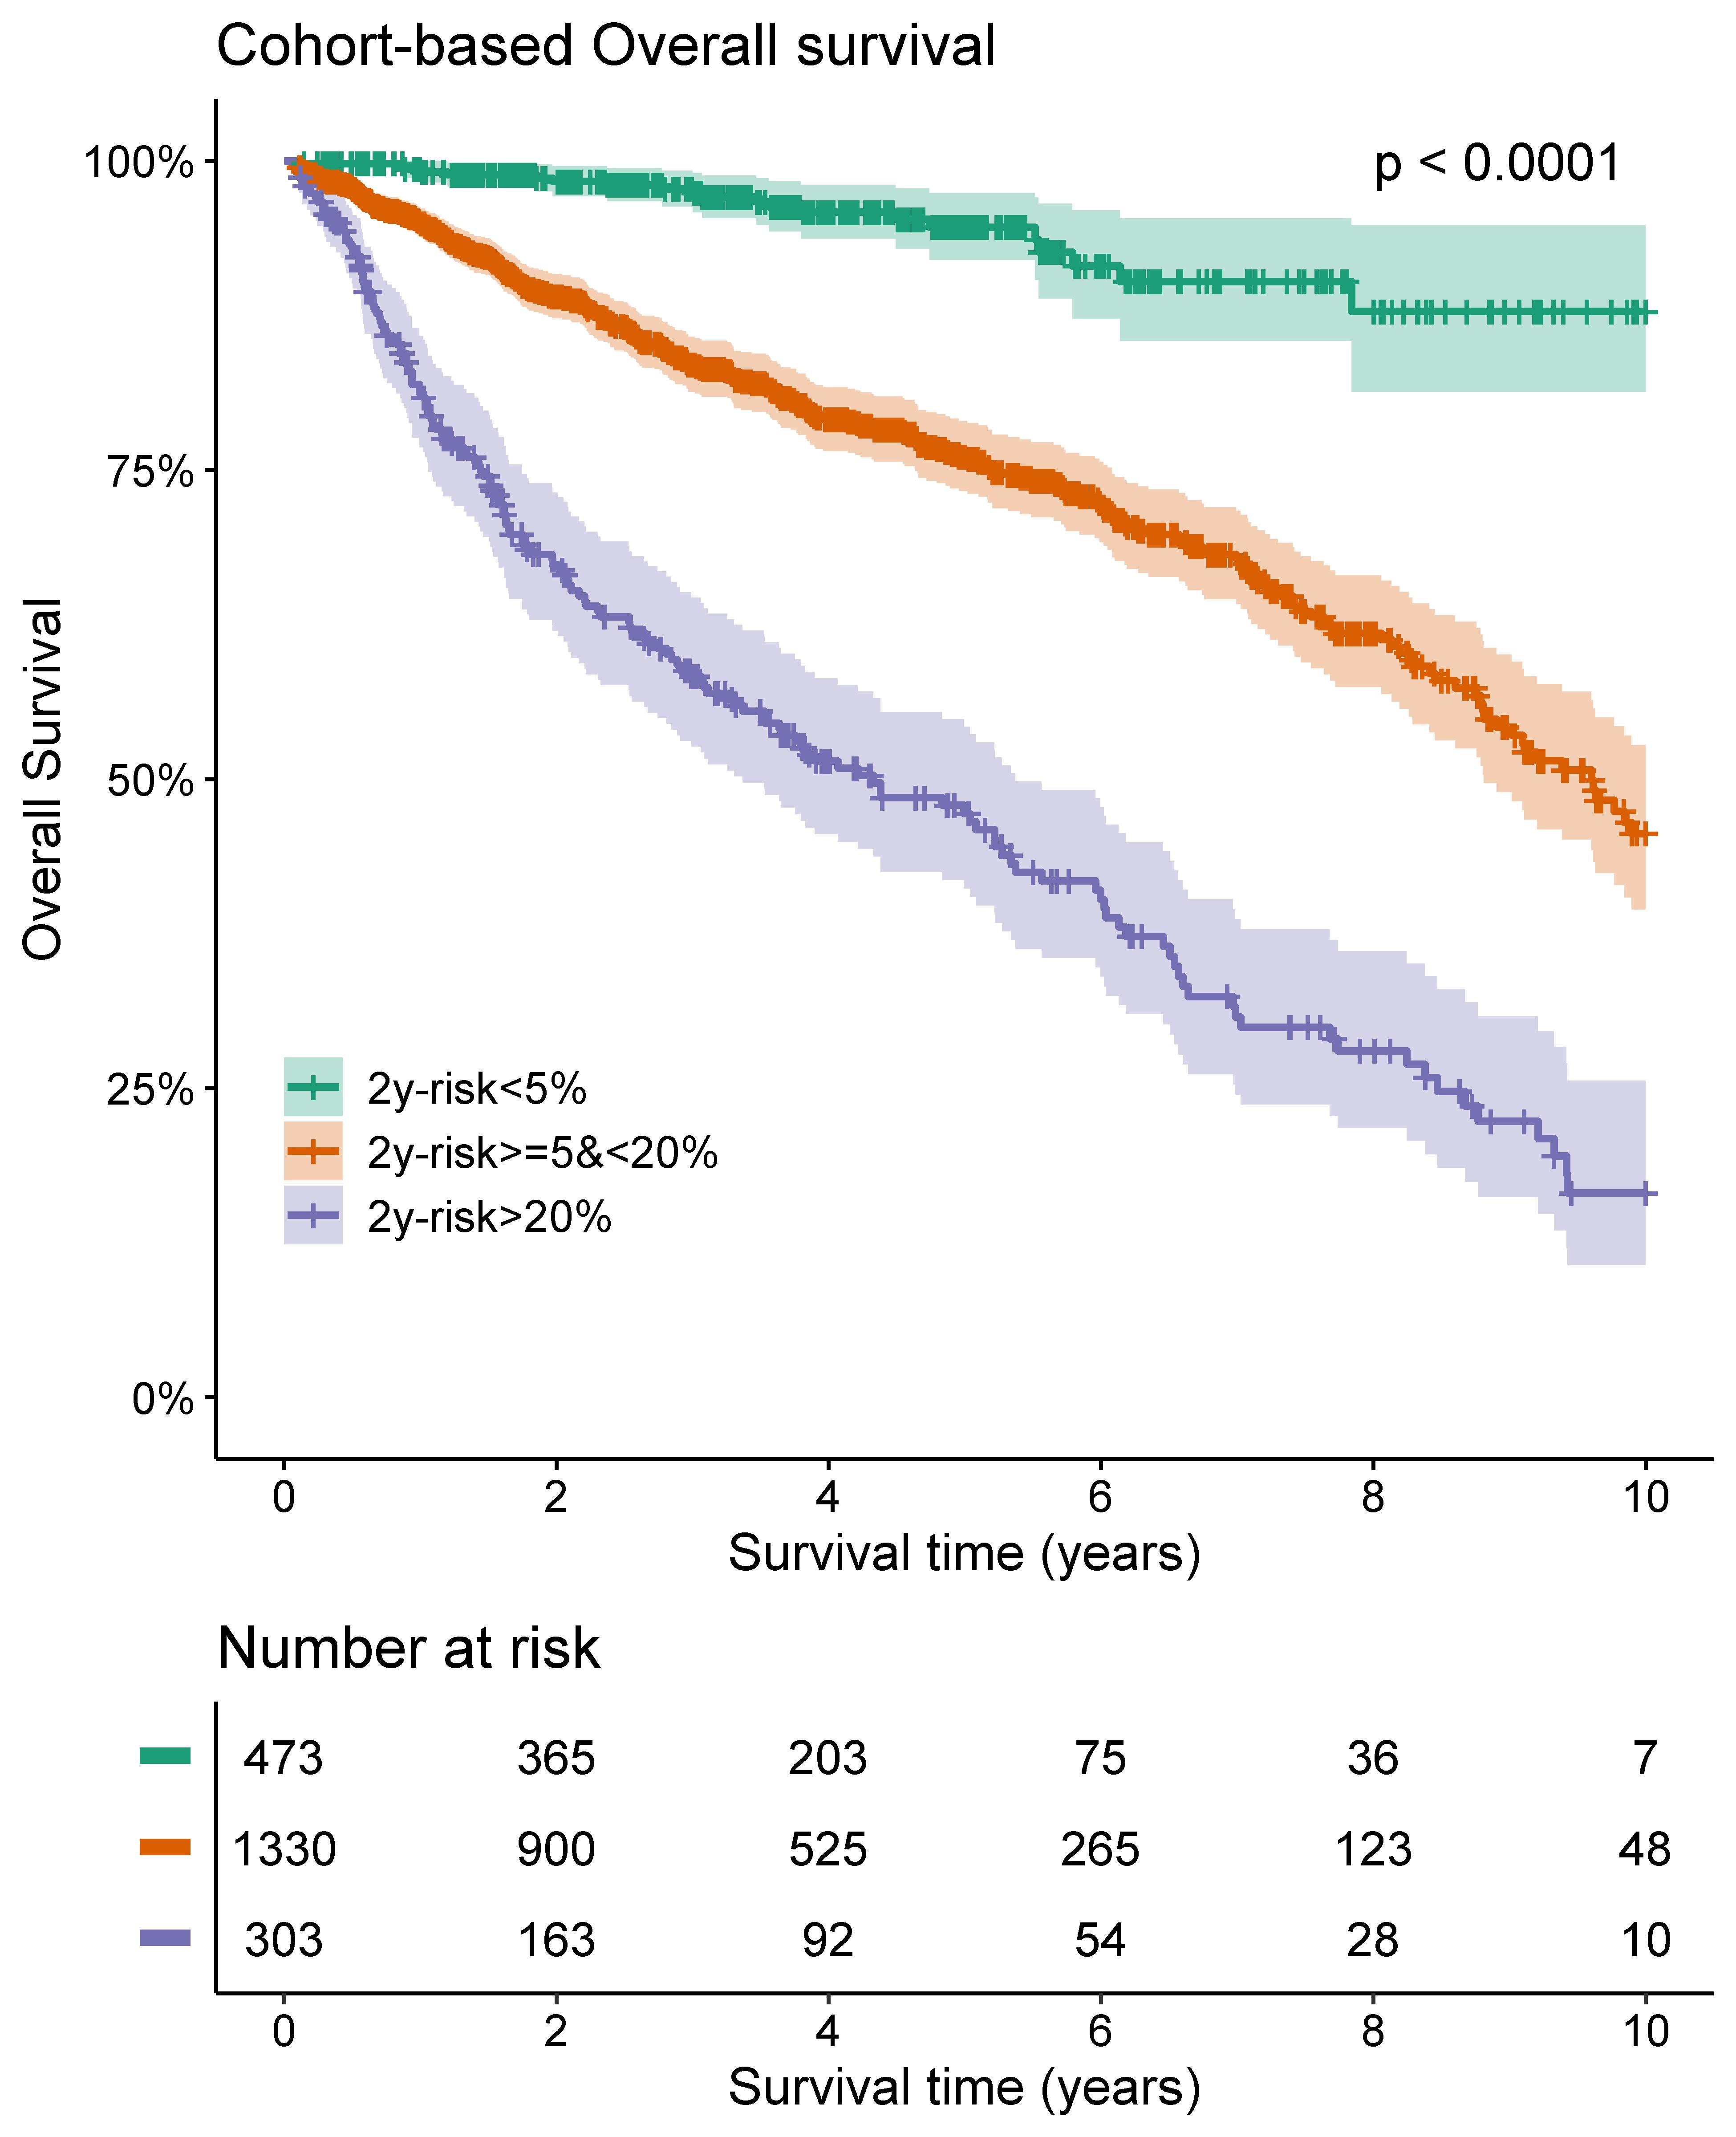 Cohort-based Overall survival
p < 0.0001
100%
75%
50%
25%
0%
Overall Survival
2y-risk<5%
2y-risk>=5&<20%
2y-risk>20%
0 2 4 6 8 10
Survival time (years)
Number at risk
473 365 203 75 36 7
1330 900 525 265 123 48
303 163 92 54 28 10
0 2 4 6 8 10
Survival time (years)